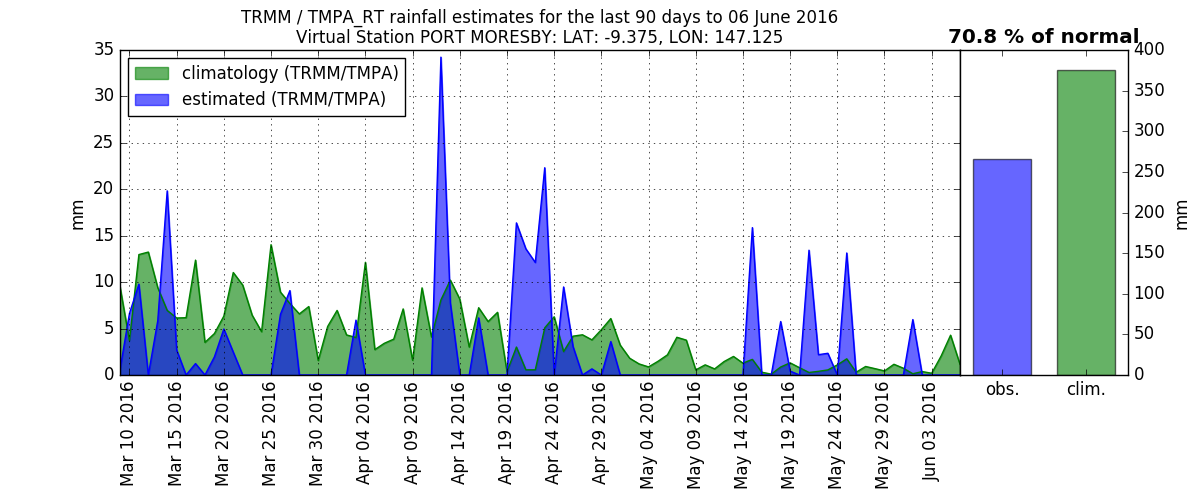 TRMM / TMPA_RT rainfall estimates for the last 90 days to 06 June 2016
Virtual Station PORT MORESBY: LAT: -9.375, LON: 147.125
70.8 % of normal
climatology (TRMM/TMPA)
estimated (TRMM/TMPA)
mm
35
30
25
20
15
10
5
0
Mar 10 2016
Mar 15 2016
Mar 20 2016
Mar 25 2016
Mar 30 2016
Apr 04 2016
Apr 09 2016
Apr 14 2016
Apr 19 2016
Apr 24 2016
Apr 29 2016
May 04 2016
May 09 2016
May 14 2016
May 19 2016
May 24 2016
May 29 2016
Jun 03 2016
obs.
clim.
400
350
300
250
200
150
100
50
0
mm